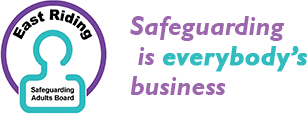 East Riding
Safeguarding
Adults Board
Safeguarding
is everybody's
business